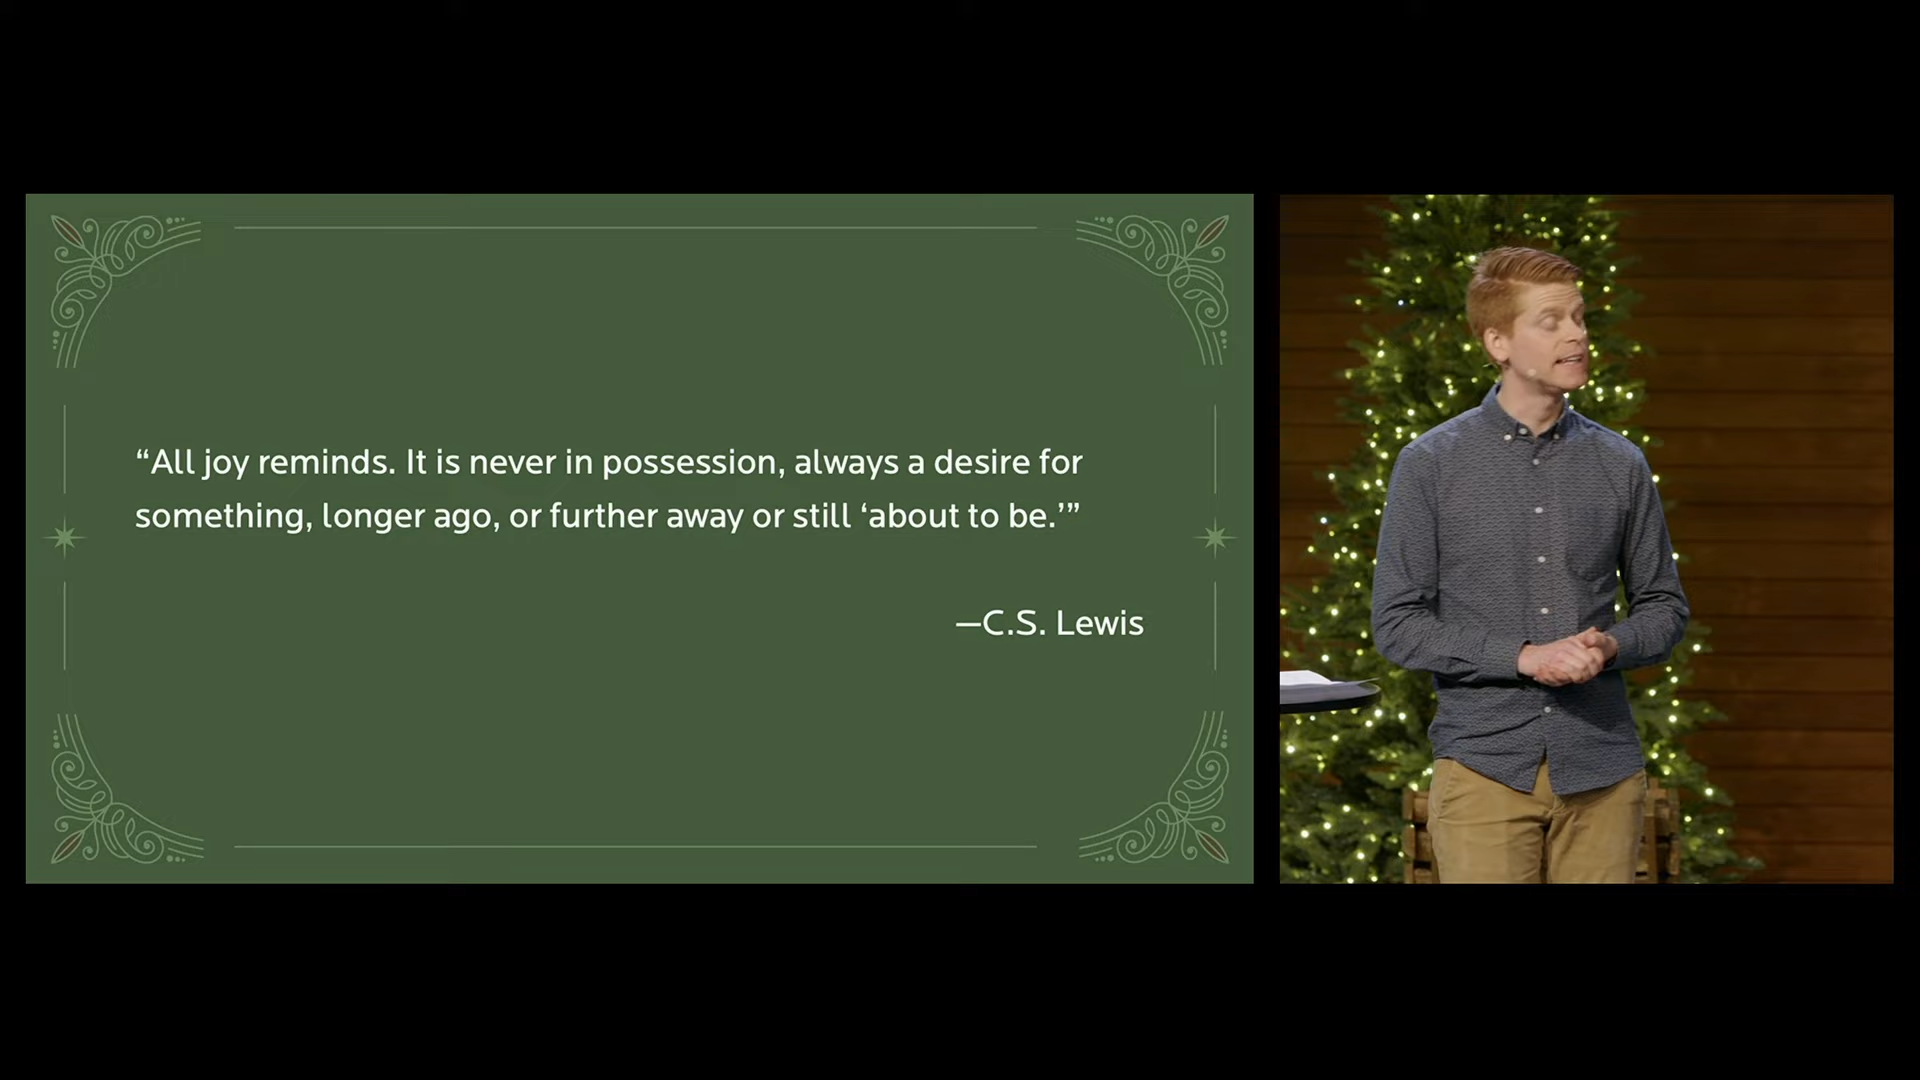 “All joy reminds. It is never in possession, always a desire for
something, longer ago, or further away or still ‘about to be.’”
—C.S. Lewis